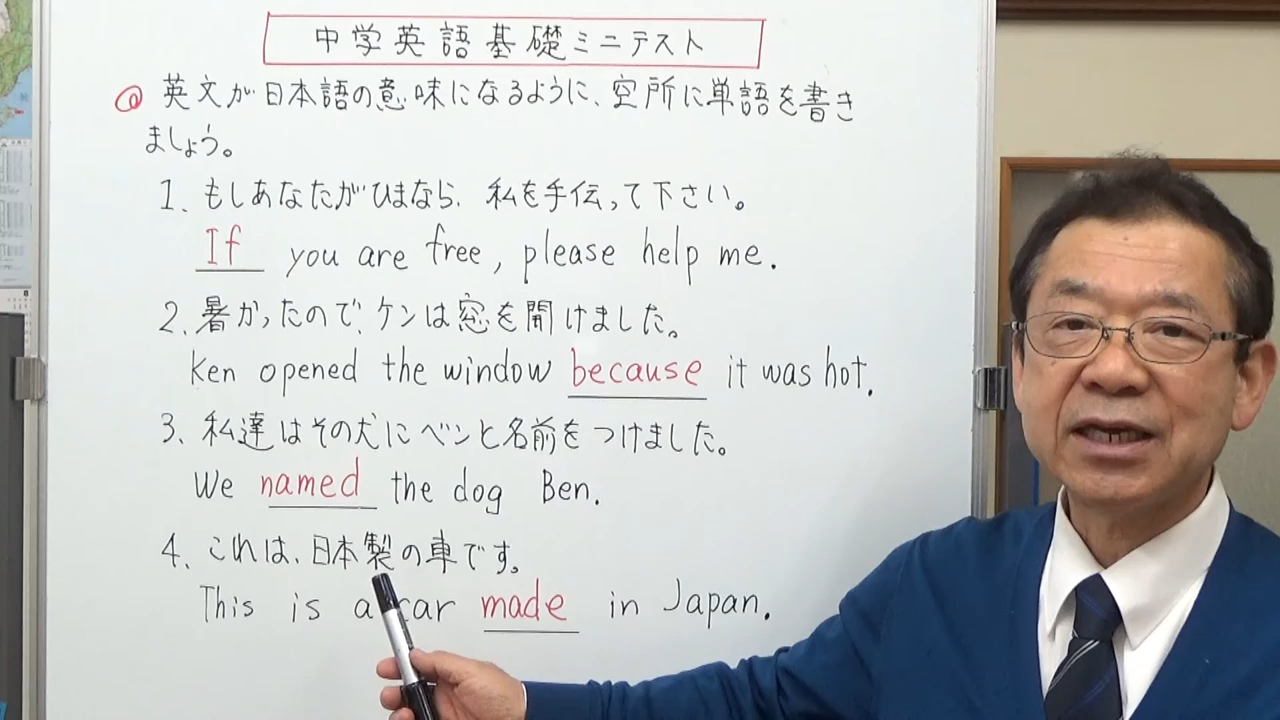 中学英語基礎ミニテスト
◎ 英文が日本語の意味になるように、空所に単語を書き
ましょう。
1、もしあなたがひまなら、私を手伝って下さい。
If you are free, please help me.
2、暑かったので、ケンは窓を開けました。
Ken opened the window because it was hot.
3、私達はその犬にベンと名前をつけました。
We named the dog Ben.
4、これは、日本製の車です。
This is a car made in Japan.